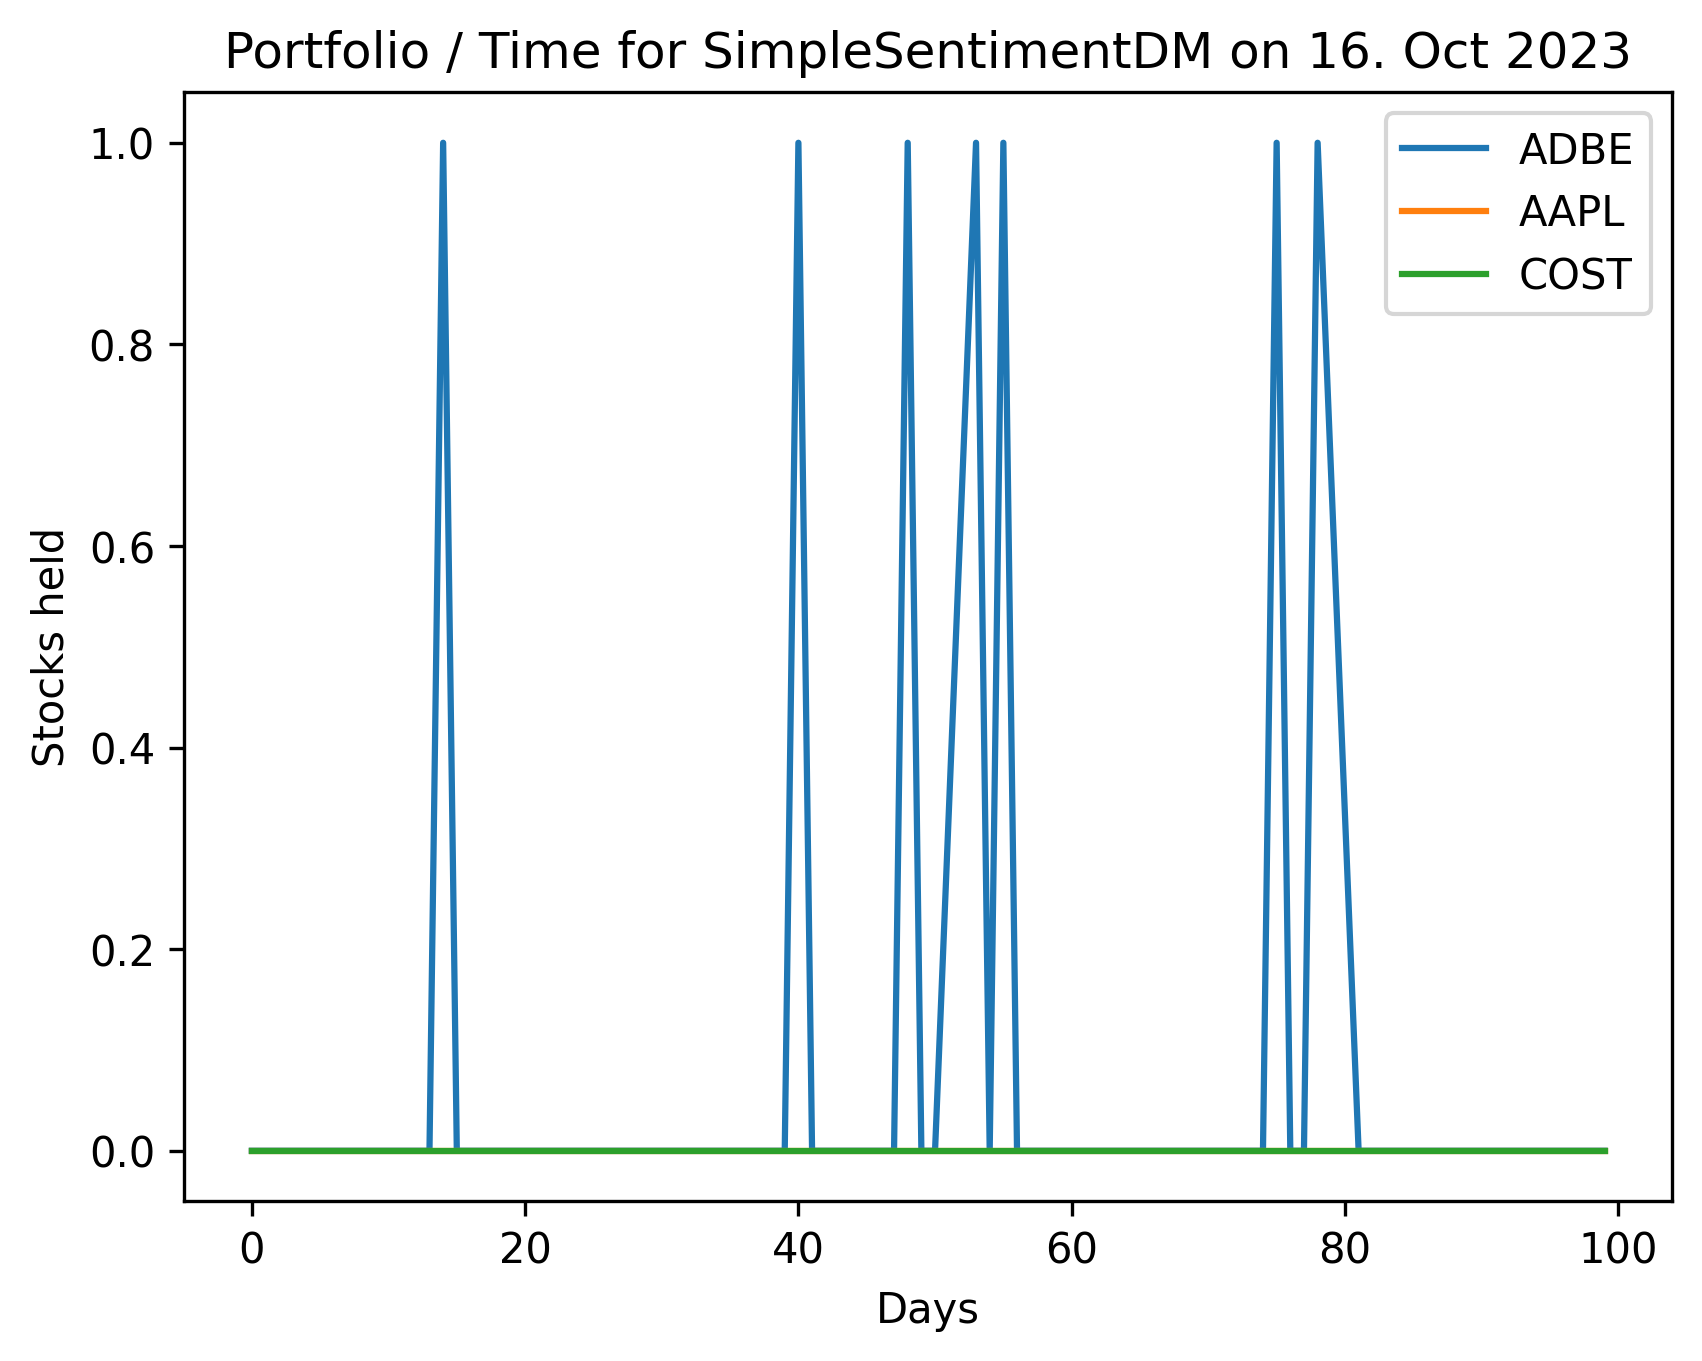 Portfolio / Time for SimpleSentimentDM on 16. Oct 2023
ADBE
AAPL
COST
1.0
0.8
0.6
0.4
0.2
0.0
Stocks held
0 20 40 60 80 100
Days